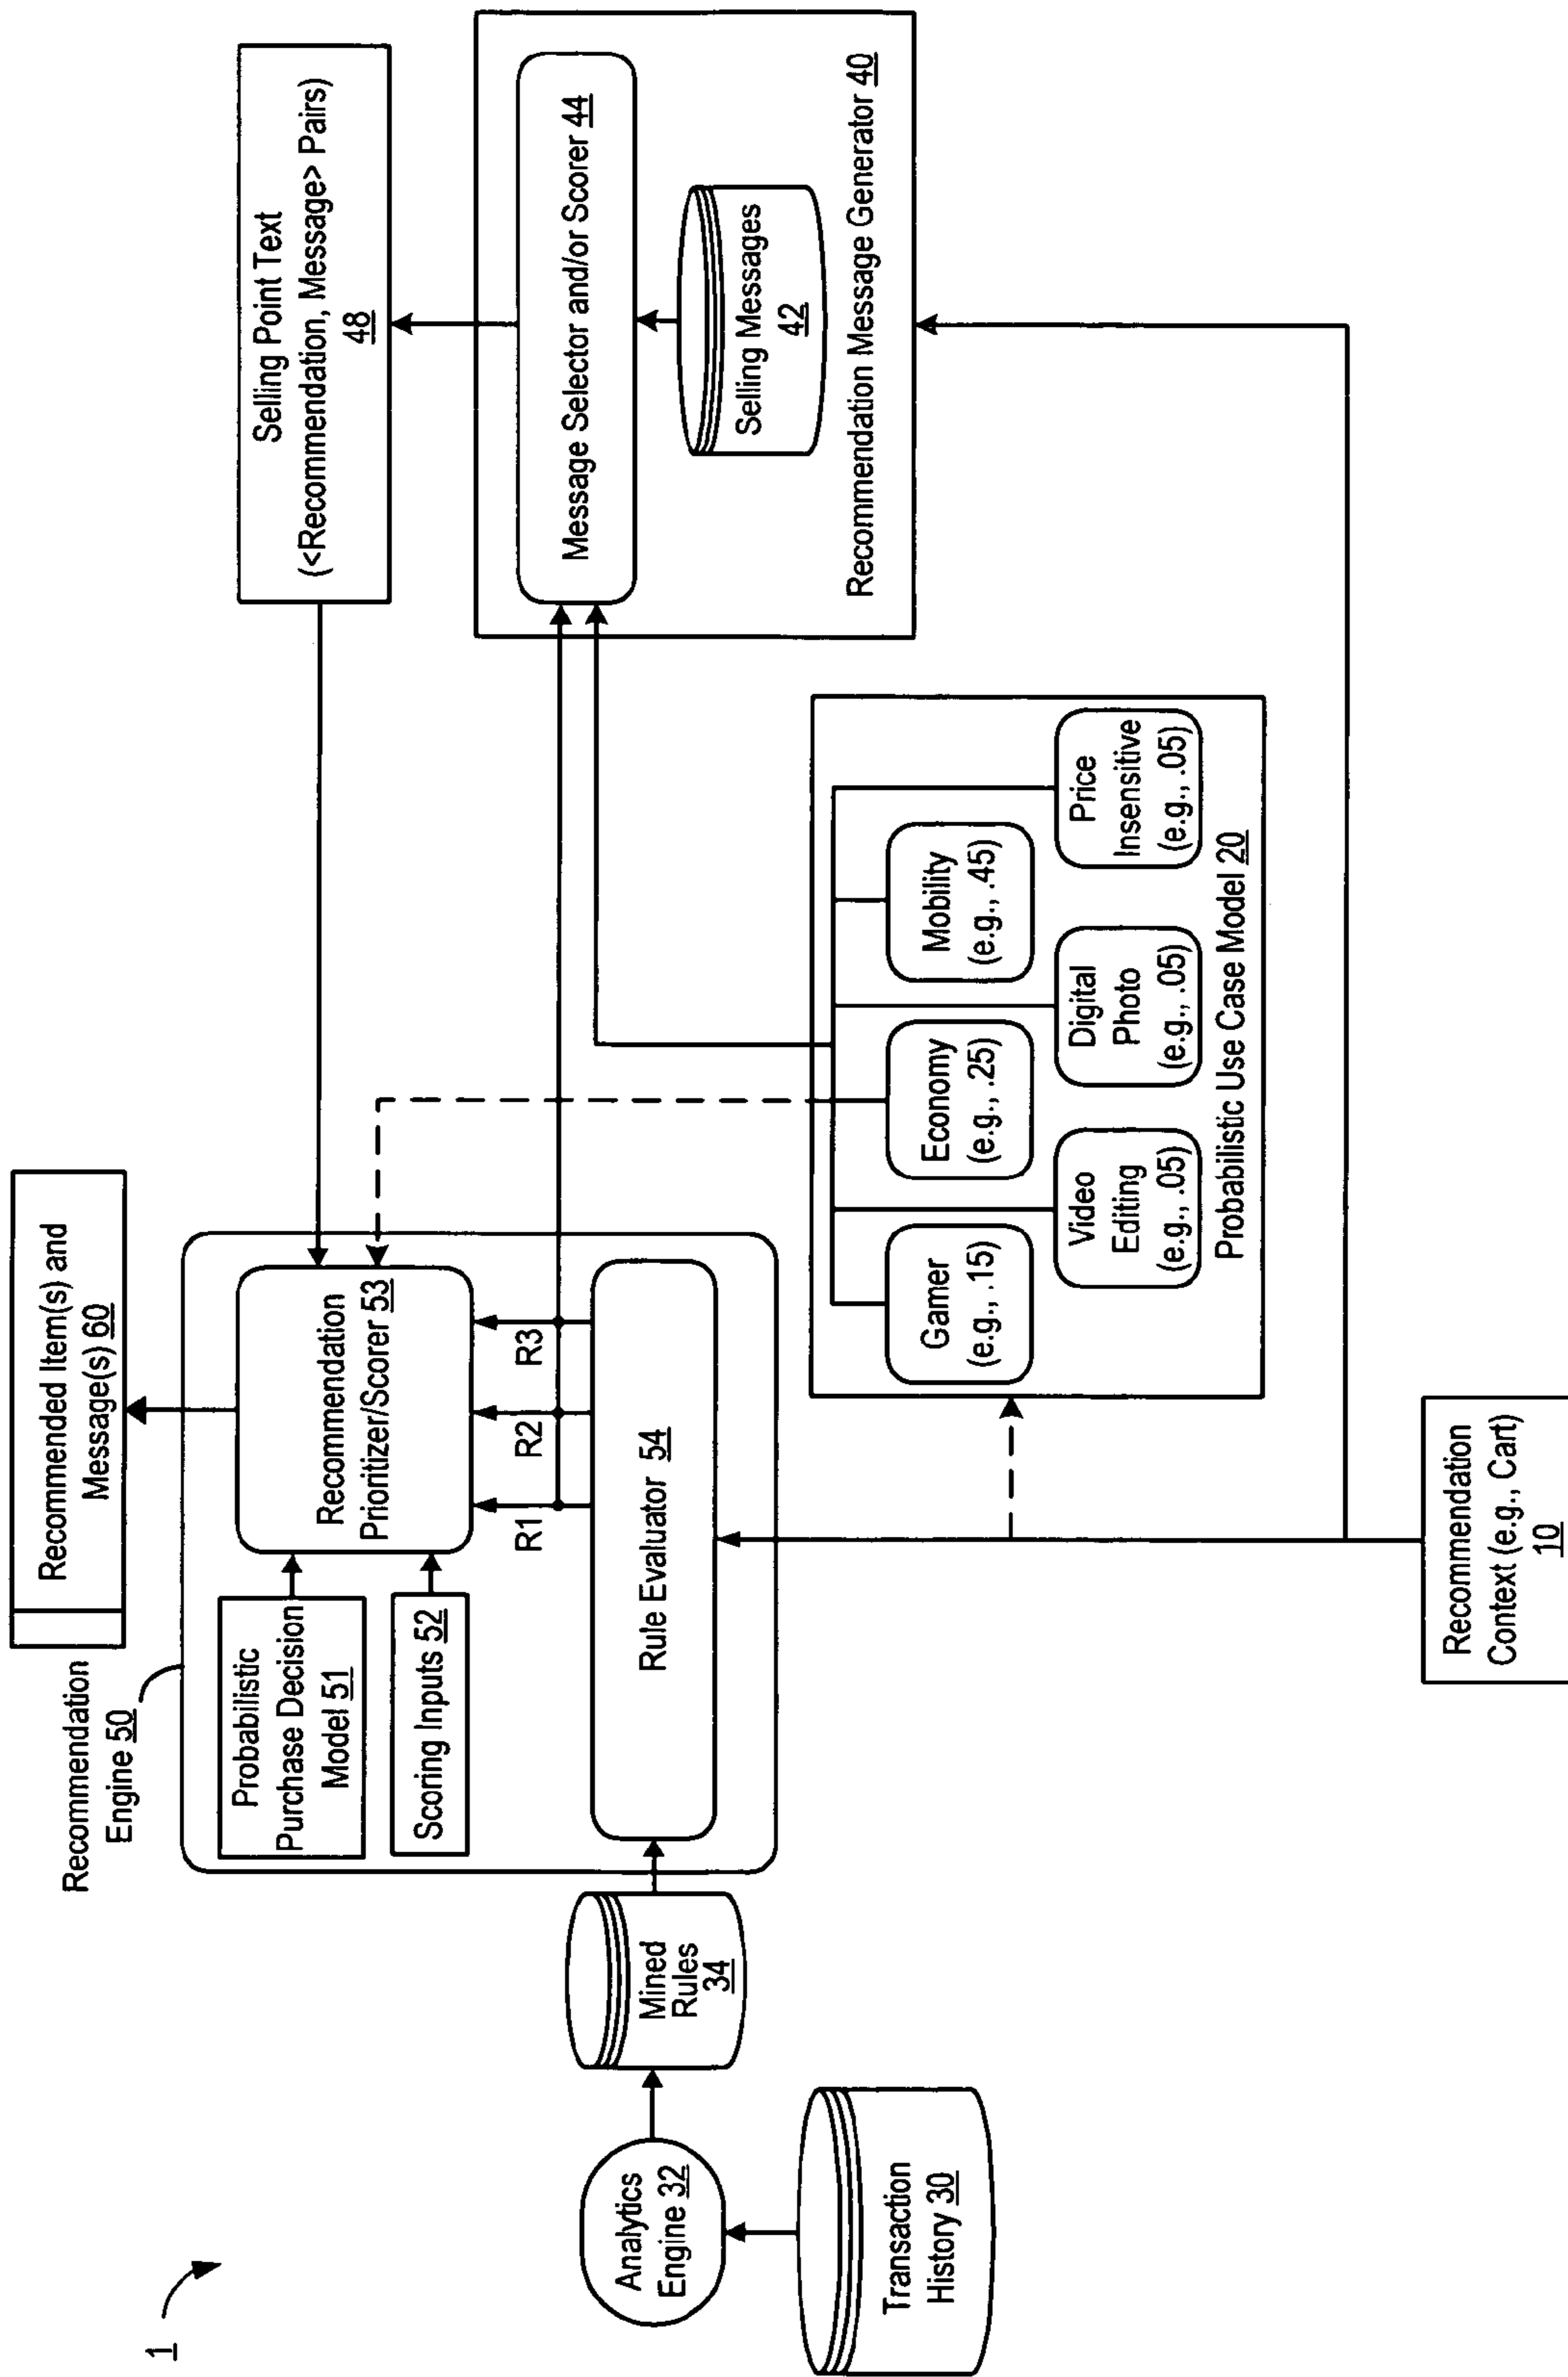 1
Recommendation
Engine 50
Recommended Item(s) and
Message(s) 60
Probabilistic
Purchase Decision
Model 51
Scoring Inputs 52
Recommendation
Prioritizer/Scorer 53
R1
R2
R3
Rule Evaluator 54
Selling Point Text
(<Recommendation, Message> Pairs)
48
Message Selector and/or Scorer 44
Selling Messages
42
Recommendation Message Generator 40
Analytics
Engine 32
Mined
Rules
34
Transaction
History 30
Gamer
(e.g., .15)
Economy
(e.g., .25)
Mobility
(e.g., .45)
Video
Editing
(e.g., .05)
Digital
Photo
(e.g., .05)
Price
Insensitive
(e.g., .05)
Probabilistic Use Case Model 20
Recommendation
Context (e.g., Cart)
10